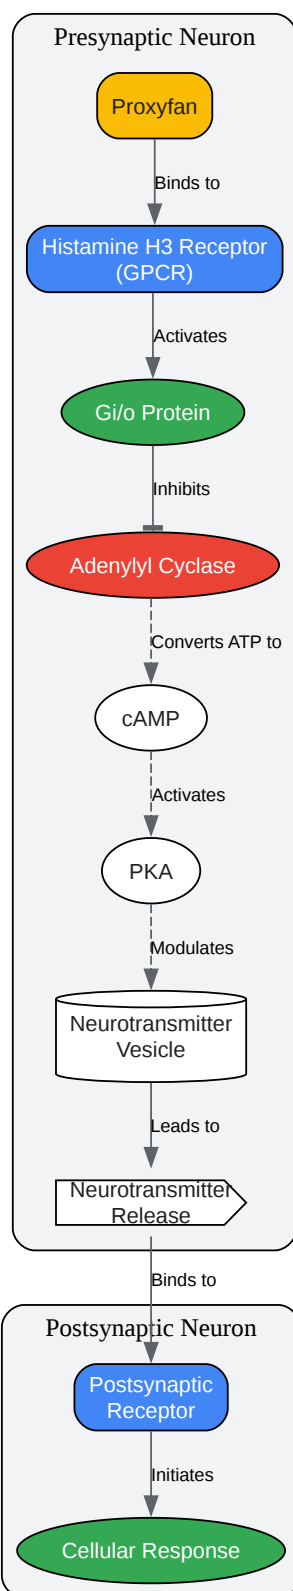 Presynaptic Neuron
Proxyfan
Binds to
Histamine H3 Receptor
(GPCR)
Activates
Gi/o Protein
Inhibits
Adenylyl Cyclase
Converts ATP to
cAMP
Activates
PKA
Modulates
Neurotransmitter
Vesicle
Leads to
Neurotransmitter
Release
Binds to
Postsynaptic Neuron
Postsynaptic
Receptor
Initiates
Cellular Response